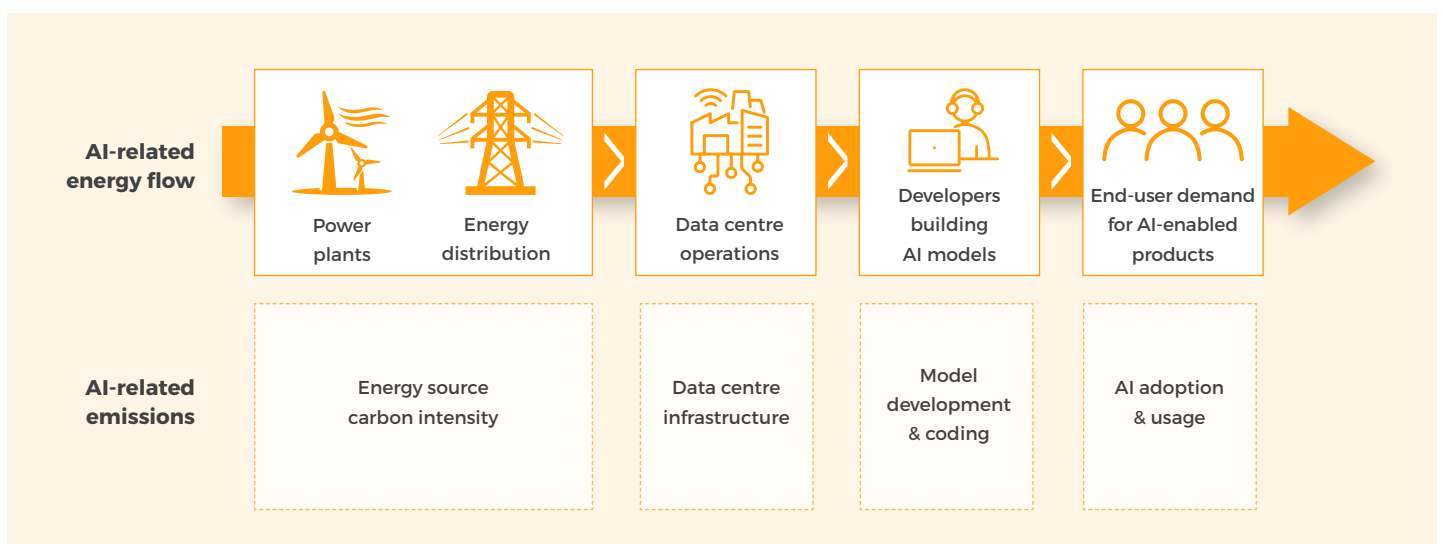 AI-related
energy flow
Power
plants
Energy
distribution
Data centre
operations
Developers
building
AI models
End-user demand
for AI-enabled
products
AI-related
emissions
Energy source
carbon intensity
Data centre
infrastructure
Model
development
& coding
AI adoption
& usage